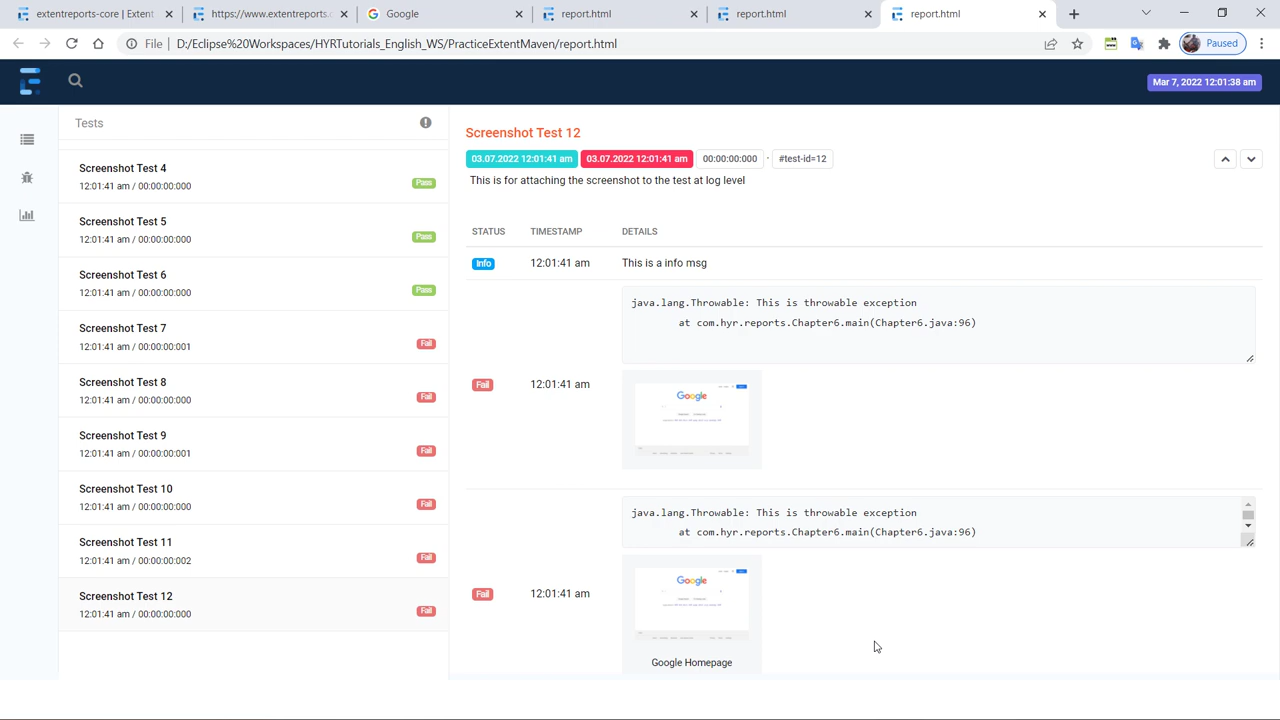 extentreports-core | Extent
https://www.extentreports.c
Google
report.html
report.html
report.html
File
D:/Eclipse%20Workspaces/HYRTutorials_English_WS/PracticeExtentMaven/report.html
Paused
Mar 7, 2022 12:01:38 am
Tests
Screenshot Test 4
12:01:41 am / 00:00:00:000
Pass
Screenshot Test 5
12:01:41 am / 00:00:00:000
Pass
Screenshot Test 6
12:01:41 am / 00:00:00:000
Pass
Screenshot Test 7
12:01:41 am / 00:00:00:001
Fail
Screenshot Test 8
12:01:41 am / 00:00:00:000
Fail
Screenshot Test 9
12:01:41 am / 00:00:00:001
Fail
Screenshot Test 10
12:01:41 am / 00:00:00:000
Fail
Screenshot Test 11
12:01:41 am / 00:00:00:002
Fail
Screenshot Test 12
12:01:41 am / 00:00:00:000
Fail
Screenshot Test 12
03.07.2022 12:01:41 am 03.07.2022 12:01:41 am 00:00:00:000 · #test-id=12
This is for attaching the screenshot to the test at log level
STATUS TIMESTAMP DETAILS
Info 12:01:41 am This is a info msg
java.lang.Throwable: This is throwable exception
at com.hyr.reports.Chapter6.main(Chapter6.java:96)
Fail 12:01:41 am
Google
java.lang.Throwable: This is throwable exception
at com.hyr.reports.Chapter6.main(Chapter6.java:96)
Fail 12:01:41 am
Google
Google Homepage